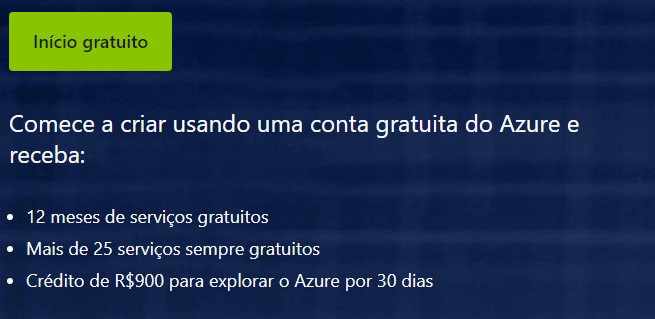 Início gratuito
Comece a criar usando uma conta gratuita do Azure e
receba:
• 12 meses de serviços gratuitos
• Mais de 25 serviços sempre gratuitos
• Crédito de R$900 para explorar o Azure por 30 dias